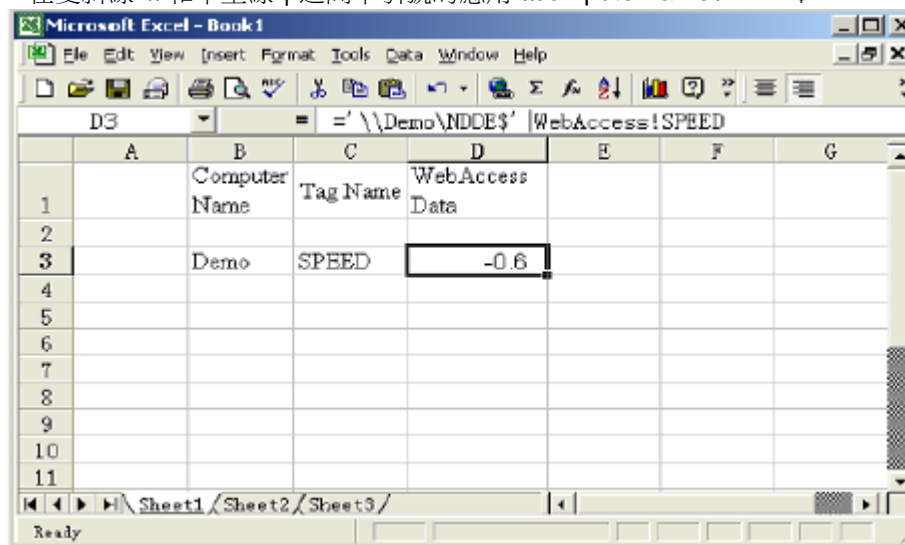 Microsoft Excel - Book1
File Edit View Insert Format Tools Data Window Help
D3 = ='\\Demo\NDDE$'|WebAccess!SPEED
A B C D E F G
1 Computer Name Tag Name WebAccess Data
2
3 Demo SPEED -0.6
4
5
6
7
8
9
10
11
Sheet1 Sheet2 Sheet3
Ready